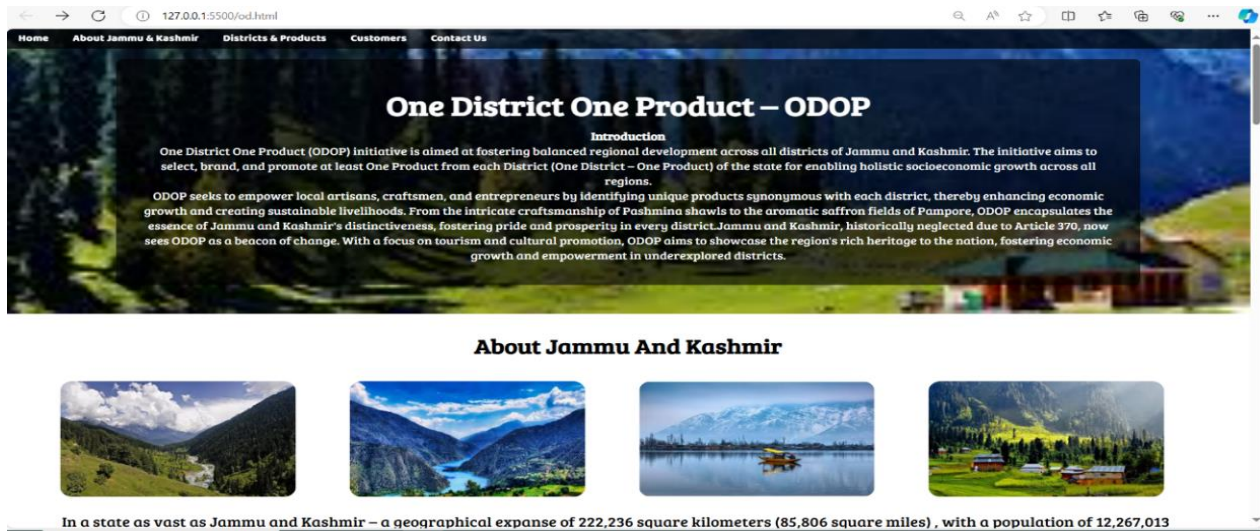 127.0.0.1:5500/od.html
Home About Jammu & Kashmir Districts & Products Customers Contact Us
One District One Product – ODOP
Introduction
One District One Product (ODOP) initiative is aimed at fostering balanced regional development across all districts of Jammu and Kashmir. The initiative aims to
select, brand, and promote at least One Product from each District (One District – One Product) of the state for enabling holistic socioeconomic growth across all
regions.
ODOP seeks to empower local artisans, craftsmen, and entrepreneurs by identifying unique products synonymous with each district, thereby enhancing economic
growth and creating sustainable livelihoods. From the intricate craftsmanship of Pashmina shawls to the aromatic saffron fields of Pampore, ODOP encapsulates the
essence of Jammu and Kashmir's distinctiveness, fostering pride and prosperity in every district.Jammu and Kashmir, historically neglected due to Article 370, now
sees ODOP as a beacon of change. With a focus on tourism and cultural promotion, ODOP aims to showcase the region's rich heritage to the nation, fostering economic
growth and empowerment in underexplored districts.
About Jammu And Kashmir
In a state as vast as Jammu and Kashmir – a geographical expanse of 222,236 square kilometers (85,806 square miles) , with a population of 12,267,013